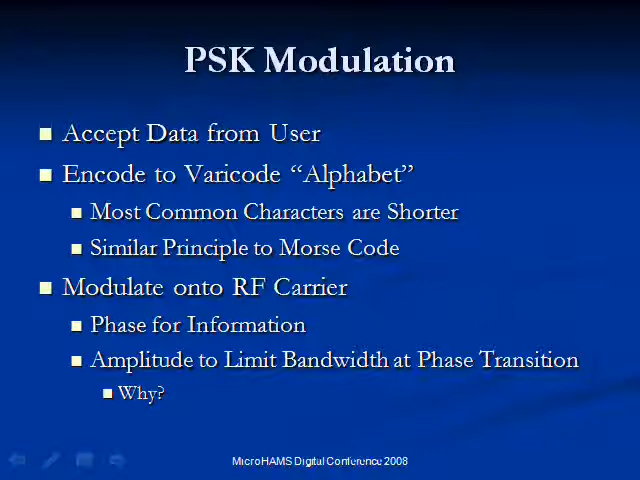 PSK Modulation
Accept Data from User
Encode to Varicode “Alphabet”
Most Common Characters are Shorter
Similar Principle to Morse Code
Modulate onto RF Carrier
Phase for Information
Amplitude to Limit Bandwidth at Phase Transition
Why?
MicroHAMS Digital Conference 2008